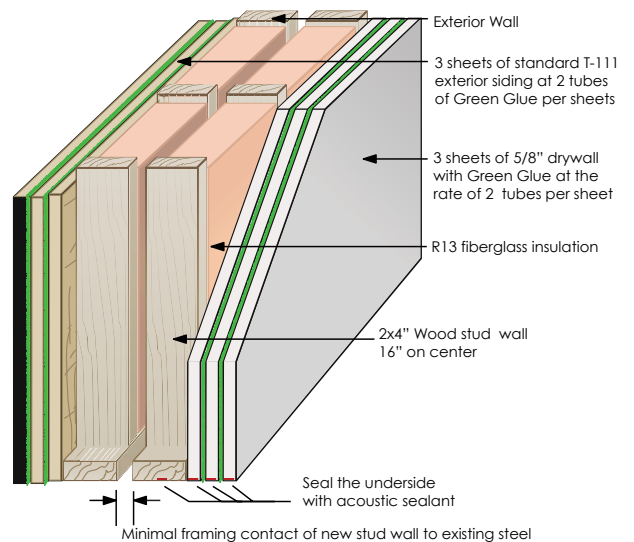 Exterior Wall
3 sheets of standard T-111
exterior siding at 2 tubes
of Green Glue per sheets
3 sheets of 5/8” drywall
with Green Glue at the
rate of 2 tubes per sheet
R13 fiberglass insulation
2x4” Wood stud wall
16” on center
Seal the underside
with acoustic sealant
Minimal framing contact of new stud wall to existing steel